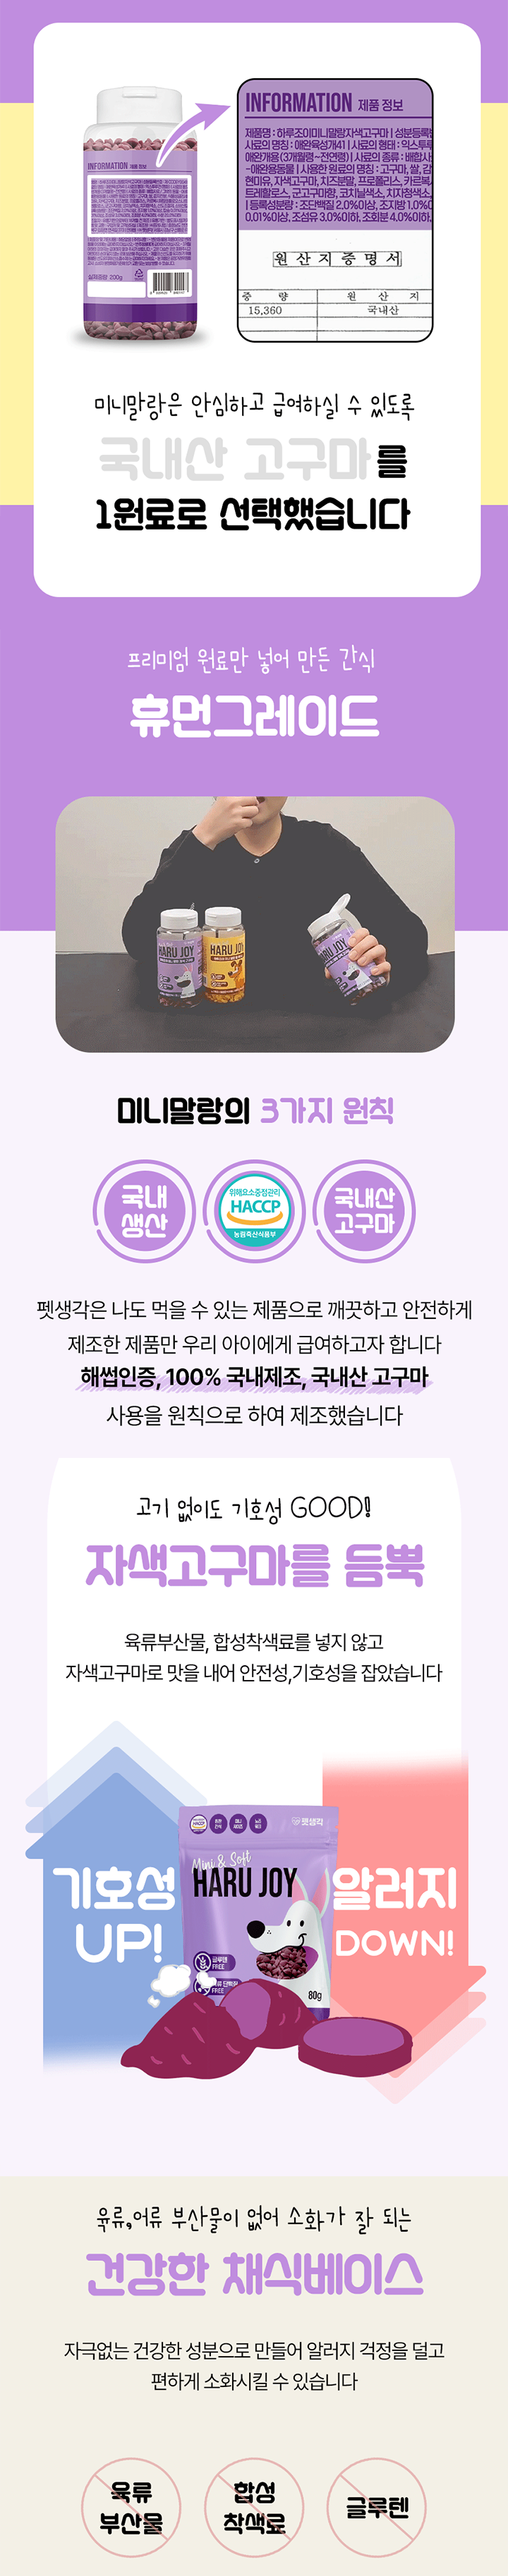 INFORMATION 제품 정보
실제중량 200g
INFORMATION 제품 정보
제품명 : 하루조이미니말랑자색고구마 | 성분등록
사료의 명칭 : 애완육성개41 | 사료의 형태 : 익스투루
애완개용(3개월령~전연령) | 사료의 종류 : 배합사
-애완용동물 | 사용한 원료의 명칭 : 고구마, 쌀, 감
현미유, 자색고구마, 치즈분말, 프로폴리스, 카르복
트레할로스, 군고구마향, 코치닐색소, 치자청색소,
| 등록성분량 : 조단백질 2.0%이상, 조지방 1.0%
0.01%이상, 조섬유 3.0%이하, 조회분 4.0%이하,
원산지증명서
중 량 원 산 지
15,360 국내산
미니말랑은 안심하고 급여하실 수 있도록
국내산 고구마를
1원료로 선택했습니다
프리미엄 원료만 넣어 만든 간식
휴먼그레이드
HARU JOY
HARU JOY
HARU JOY
미니말랑의 3가지 원칙
국내
생산
위해요소중점관리
HACCP
농림축산식품부
국내산
고구마
펫생각은 나도 먹을 수 있는 제품으로 깨끗하고 안전하게
제조한 제품만 우리 아이에게 급여하고자 합니다
해썹인증, 100% 국내제조, 국내산 고구마
사용을 원칙으로 하여 제조했습니다
고기 없이도 기호성 GOOD!
자색고구마를 듬뿍
육류부산물, 합성착색료를 넣지 않고
자색고구마로 맛을 내어 안전성,기호성을 잡았습니다
기호성
UP!
알러지
DOWN!
HACCP
펫생각
Mini & Soft
HARU JOY
글루텐
FREE
FREE
80g
육류,어류 부산물이 없어 소화가 잘 되는
건강한 채식베이스
자극없는 건강한 성분으로 만들어 알러지 걱정을 덜고
편하게 소화시킬 수 있습니다
육류
부산물
합성
착색료
글루텐